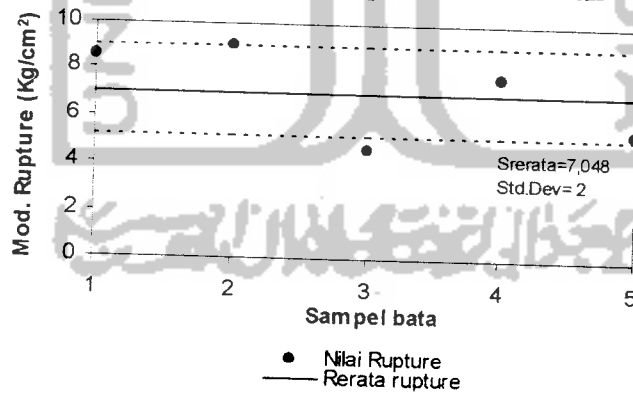 Mod. Rupture (Kg/cm²)
10
8
6
4
2
0
Srerata=7,048
Std.Dev= 2
1 2 3 4 5
Sampel bata
Nilai Rupture
Rerata rupture